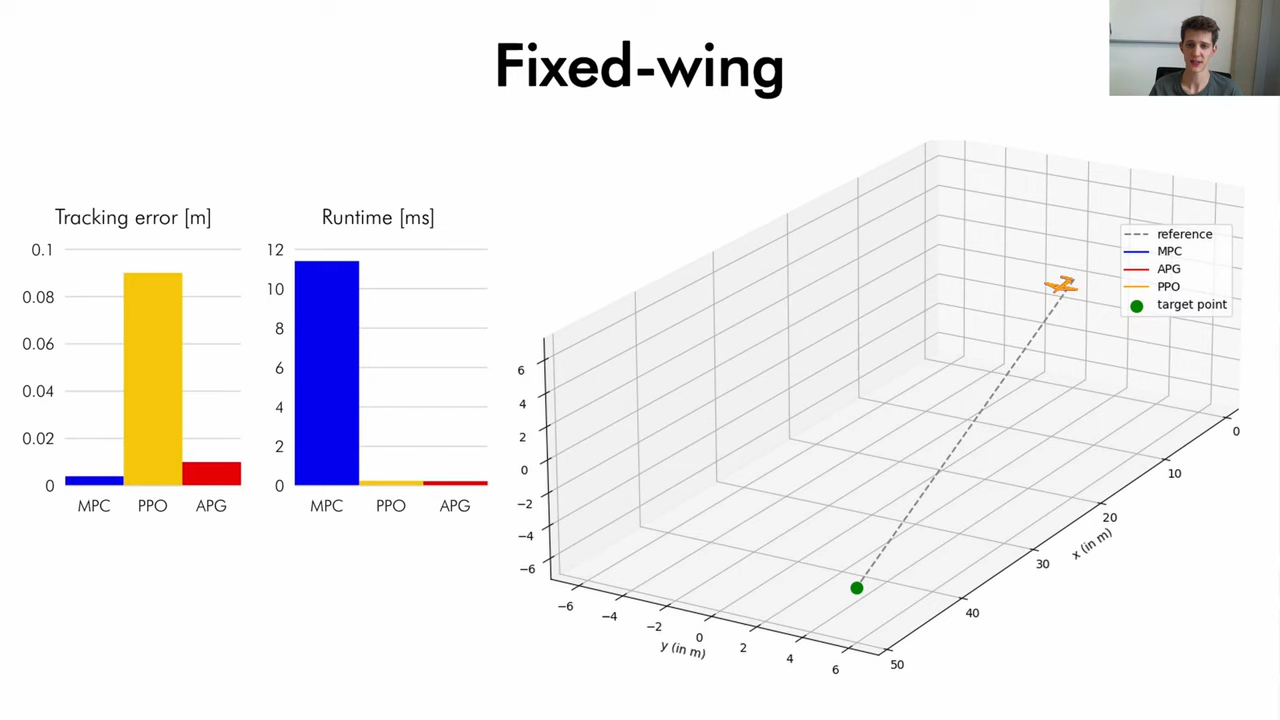 Fixed-wing
Tracking error [m]
0.1
0.08
0.06
0.04
0.02
0
MPC PPO APG
Runtime [ms]
12
10
8
6
4
2
0
MPC PPO APG
reference
MPC
APG
PPO
target point
6
4
2
0
−2
−4
−6
−6
−4
−2
0
2
4
6
y (in m)
0
10
20
30
40
50
x (in m)